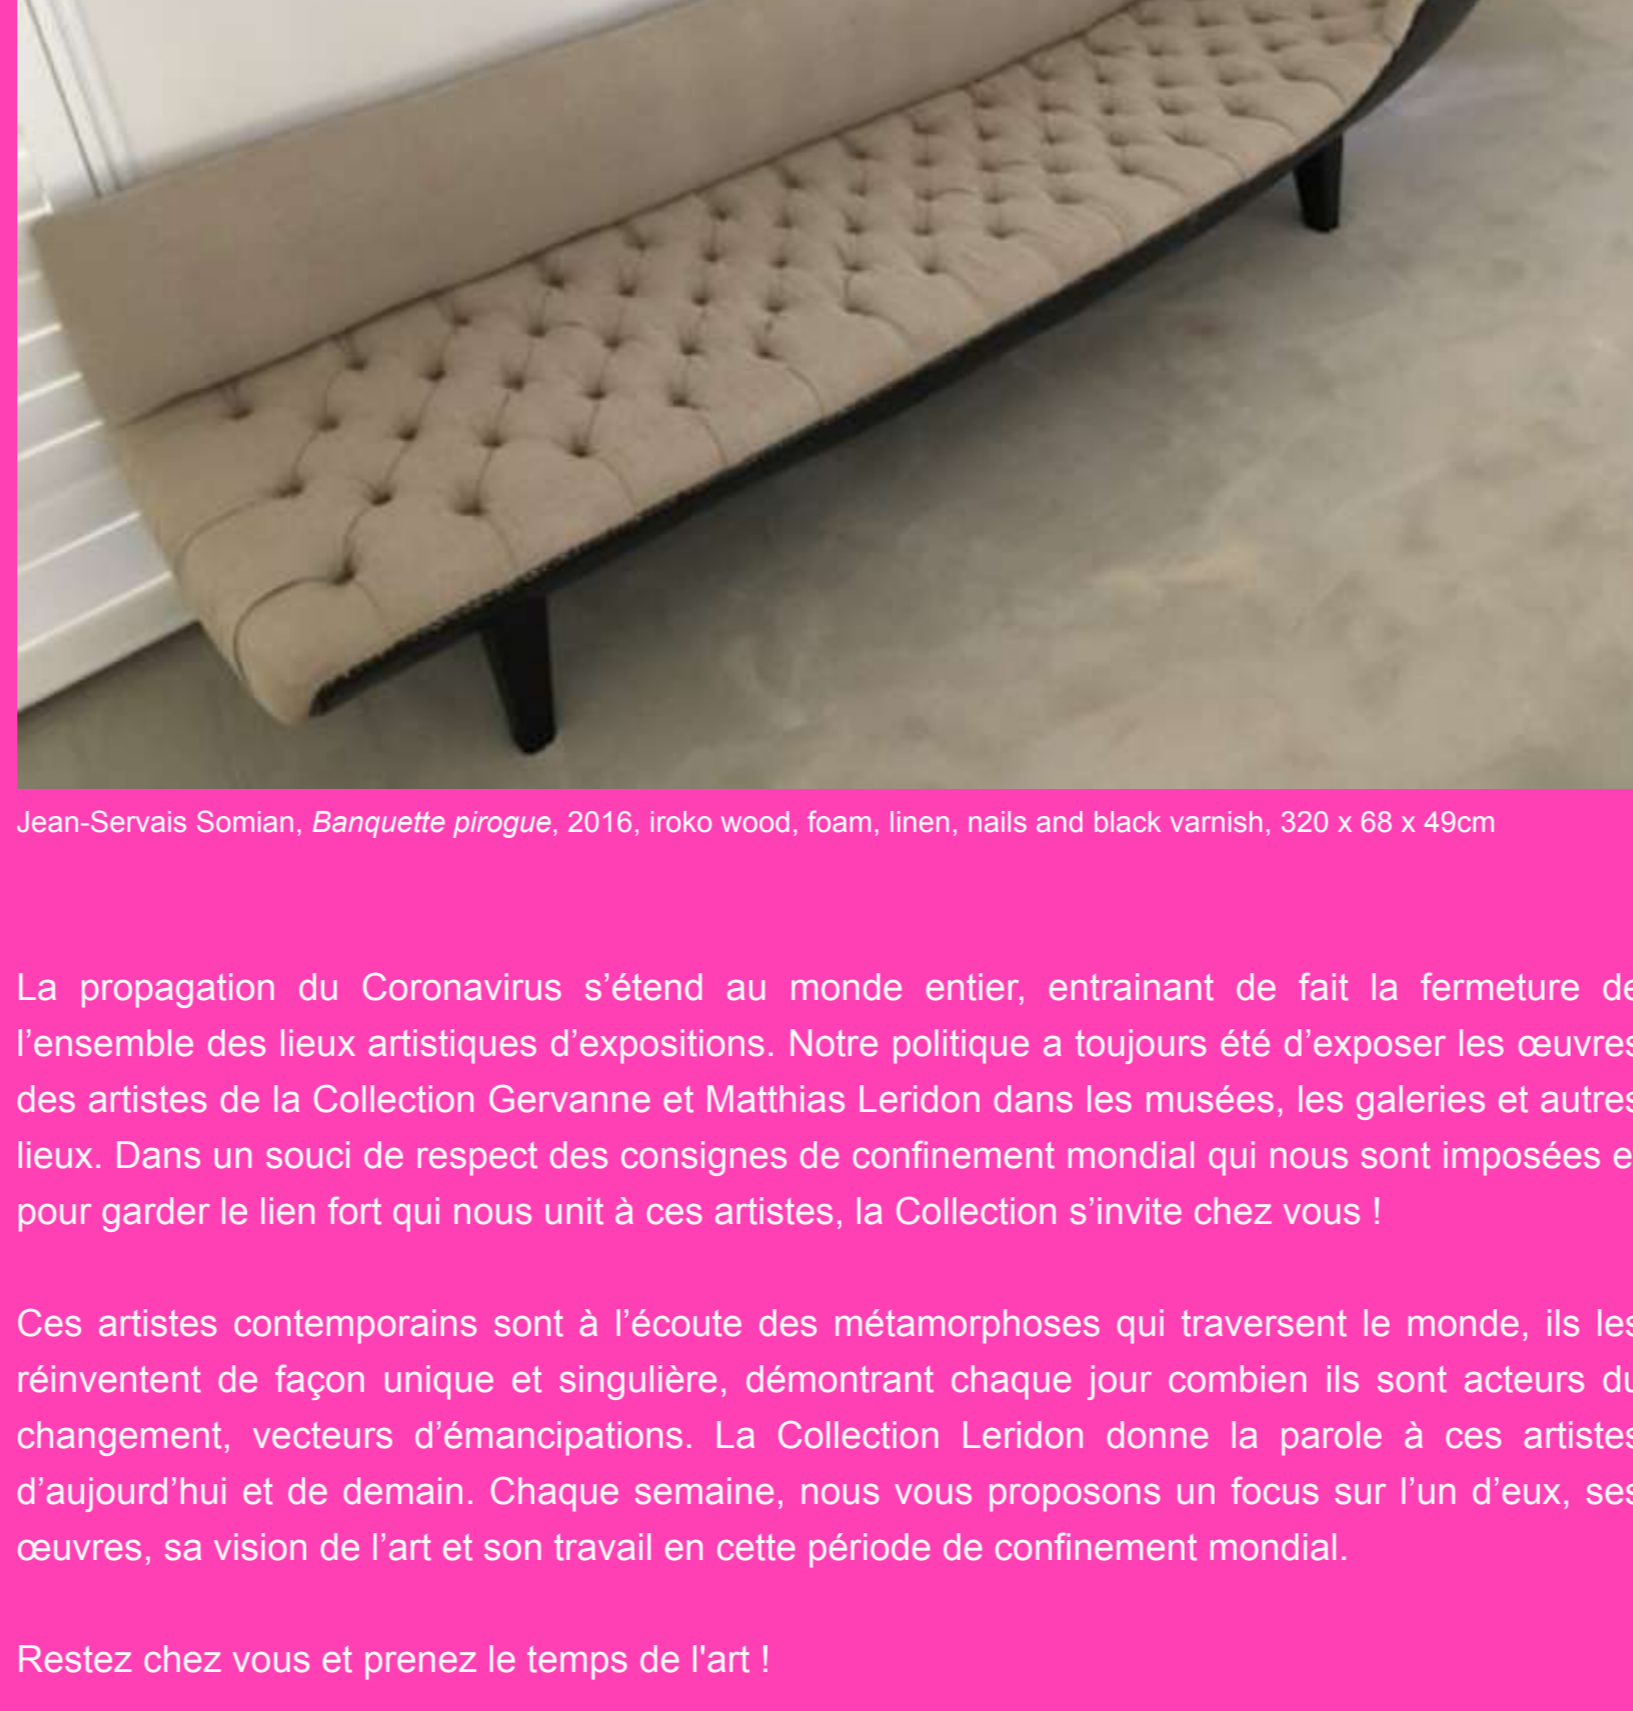 Jean-Servais Somian, Banquette pirogue, 2016, iroko wood, foam, linen, nails and black varnish, 320 x 68 x 49cm
La propagation du Coronavirus s’étend au monde entier, entrainant de fait la fermeture de
l’ensemble des lieux artistiques d’expositions. Notre politique a toujours été d’exposer les œuvres
des artistes de la Collection Gervanne et Matthias Leridon dans les musées, les galeries et autres
lieux. Dans un souci de respect des consignes de confinement mondial qui nous sont imposées et
pour garder le lien fort qui nous unit à ces artistes, la Collection s’invite chez vous !
Ces artistes contemporains sont à l’écoute des métamorphoses qui traversent le monde, ils les
réinventent de façon unique et singulière, démontrant chaque jour combien ils sont acteurs du
changement, vecteurs d’émancipations. La Collection Leridon donne la parole à ces artistes
d’aujourd’hui et de demain. Chaque semaine, nous vous proposons un focus sur l’un d’eux, ses
œuvres, sa vision de l’art et son travail en cette période de confinement mondial.
Restez chez vous et prenez le temps de l'art !